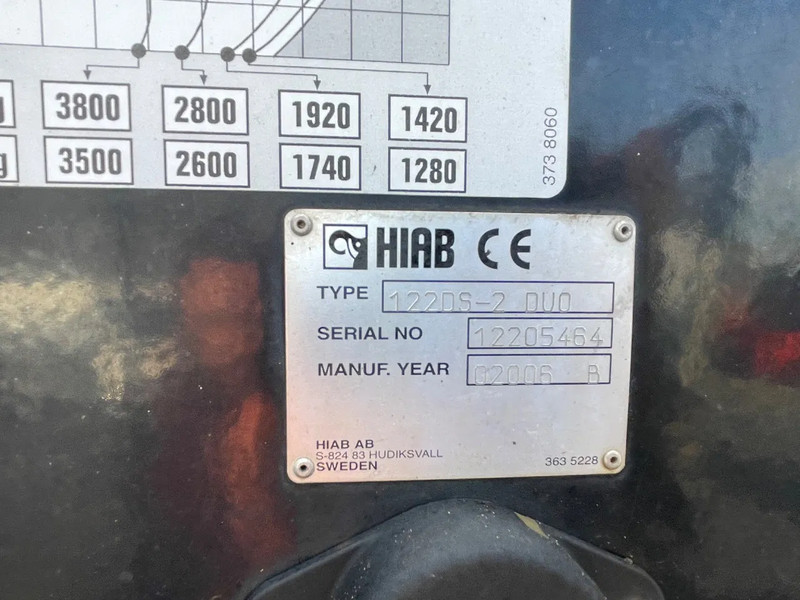 3800 2800 1920 1420
g 3500 2600 1740 1280
373 8060
HIAB CE
TYPE 122DS-2 DUO
SERIAL NO 12205464
MANUF. YEAR 02006 B
HIAB AB
S-824 83 HUDIKSVALL
SWEDEN 363 5228